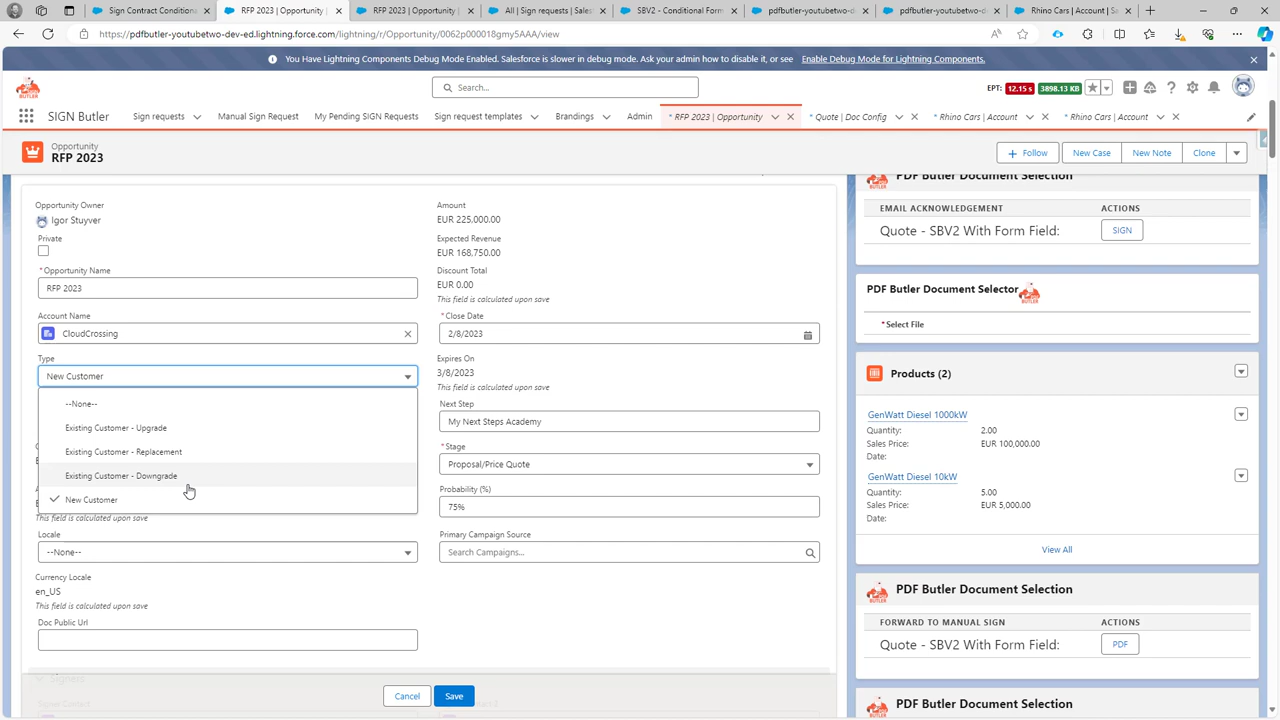 Sign Contract Conditional S
RFP 2023 | Opportunity |
RFP 2023 | Opportunity |
All | Sign requests | Sales
SBV2 - Conditional Form
pdfbutler-youtubetwo-de
pdfbutler-youtubetwo-dev
Rhino Cars | Account | S
https://pdfbutler-youtubetwo-dev-ed.lightning.force.com/lightning/r/Opportunity/0062p000018gmySAAA/view
You Have Lightning Components Debug Mode Enabled. Salesforce is slower in debug mode. Ask your admin how to disable it, or see Enable Debug Mode for Lightning Components.
BUTLER
Search...
EPT: 12.15 s 3898.13 KB
SIGN Butler
Sign requests
Manual Sign Request
My Pending SIGN Requests
Sign request templates
Brandings
Admin
* RFP 2023 | Opportunity
* Quote | Doc Config
* Rhino Cars | Account
* Rhino Cars | Account
Opportunity
RFP 2023
Follow
New Case
New Note
Clone
Opportunity Owner
Igor Stuyver
Private
*Opportunity Name
RFP 2023
Account Name
CloudCrossing
Type
New Customer
--None--
Existing Customer - Upgrade
Existing Customer - Replacement
Existing Customer - Downgrade
New Customer
This field is calculated upon save
Locale
--None--
Currency Locale
en_US
This field is calculated upon save
Doc Public Url
Amount
EUR 225,000.00
Expected Revenue
EUR 168,750.00
Discount Total
EUR 0.00
This field is calculated upon save
*Close Date
2/8/2023
Expires On
3/8/2023
This field is calculated upon save
Next Step
My Next Steps Academy
*Stage
Proposal/Price Quote
Probability (%)
75%
Primary Campaign Source
Search Campaigns...
Signers
Cancel
Save
PDF Butler Document Selection
EMAIL ACKNOWLEDGEMENT
ACTIONS
Quote - SBV2 With Form Field:
SIGN
PDF Butler Document Selector
*Select File
Products (2)
GenWatt Diesel 1000kW
Quantity: 2.00
Sales Price: EUR 100,000.00
Date:
GenWatt Diesel 10kW
Quantity: 5.00
Sales Price: EUR 5,000.00
Date:
View All
PDF Butler Document Selection
FORWARD TO MANUAL SIGN
ACTIONS
Quote - SBV2 With Form Field:
PDF
PDF Butler Document Selection